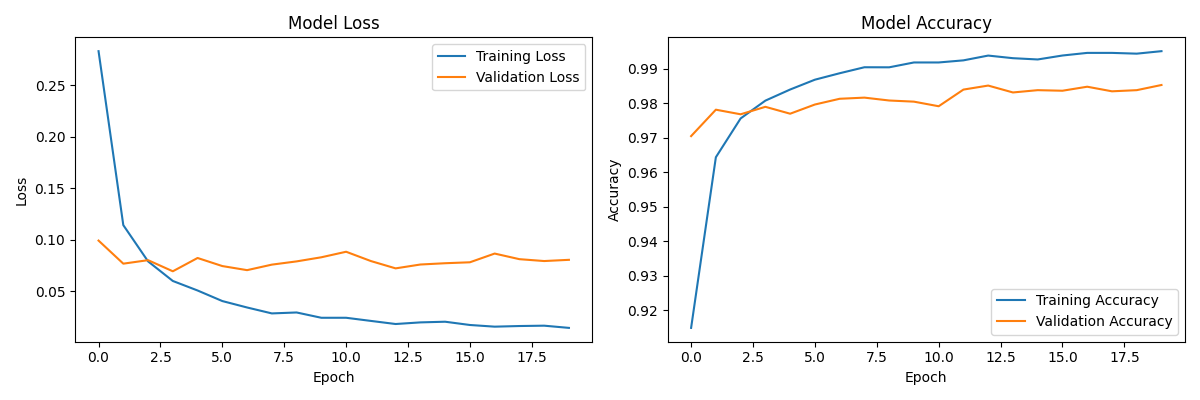 Model Loss
Training Loss
Validation Loss
0.25
0.20
0.15
0.10
0.05
Loss
0.0 2.5 5.0 7.5 10.0 12.5 15.0 17.5
Epoch
Model Accuracy
0.99
0.98
0.97
0.96
0.95
0.94
0.93
0.92
Accuracy
Training Accuracy
Validation Accuracy
0.0 2.5 5.0 7.5 10.0 12.5 15.0 17.5
Epoch